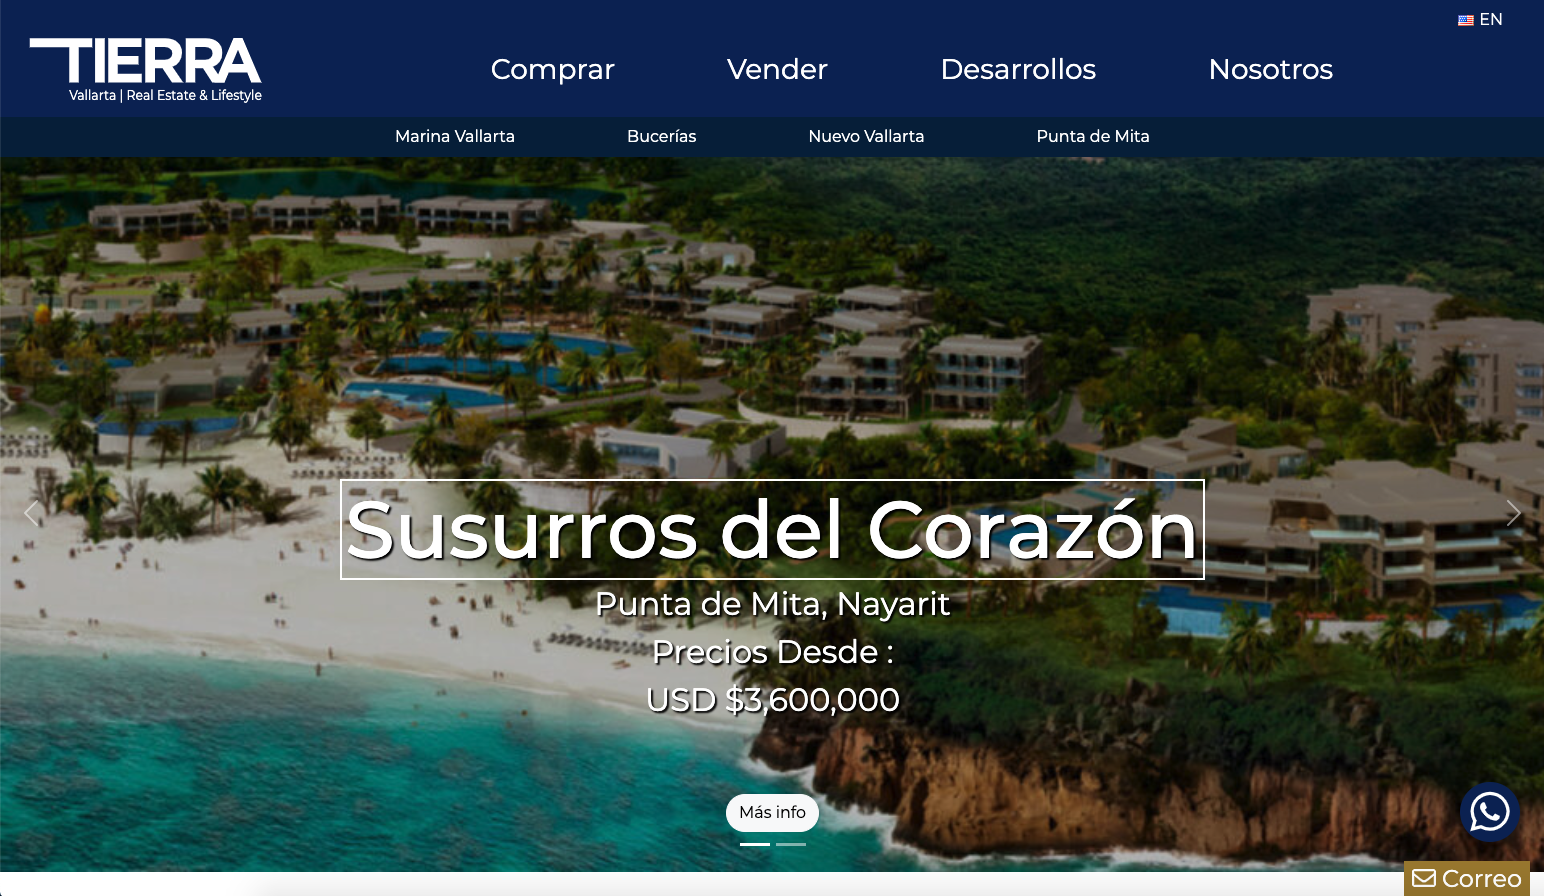 EN
TIERRA
Vallarta | Real Estate & Lifestyle
Comprar Vender Desarrollos Nosotros
Marina Vallarta Bucerías Nuevo Vallarta Punta de Mita
Susurros del Corazón
Punta de Mita, Nayarit
Precios Desde :
USD $3,600,000
Más info
Correo